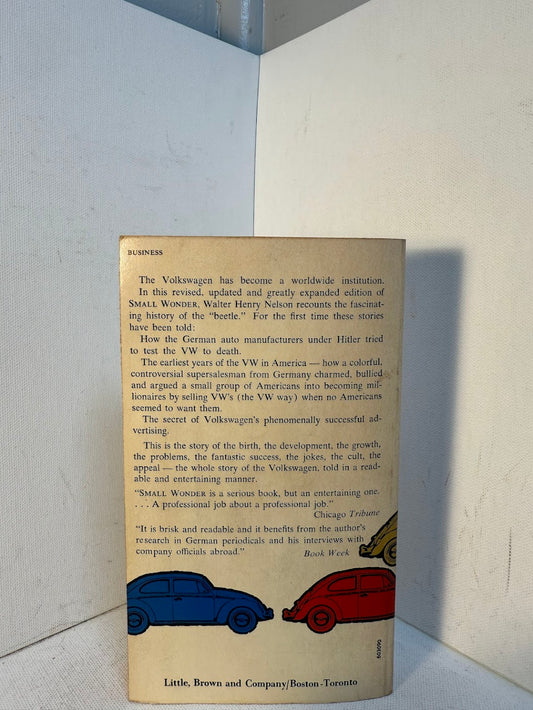 BUSINESS
The Volkswagen has become a worldwide institution.
In this revised, updated and greatly expanded edition of
SMALL WONDER, Walter Henry Nelson recounts the fascinat-
ing history of the "beetle." For the first time these stories
have been told:
How the German auto manufacturers under Hitler tried
to test the VW to death.
The earliest years of the VW in America — how a colorful,
controversial supersalesman from Germany charmed, bullied
and argued a small group of Americans into becoming mil-
lionaires by selling VW's (the VW way) when no Americans
seemed to want them.
The secret of Volkswagen's phenomenally successful ad-
vertising.
This is the story of the birth, the development, the growth,
the problems, the fantastic success, the jokes, the cult, the
appeal — the whole story of the Volkswagen, told in a read-
able and entertaining manner.
"SMALL WONDER is a serious book, but an entertaining one.
. . . A professional job about a professional job."
Chicago Tribune
"It is brisk and readable and it benefits from the author's
research in German periodicals and his interviews with
company officials abroad." Book Week
603090
Little, Brown and Company/Boston-Toronto